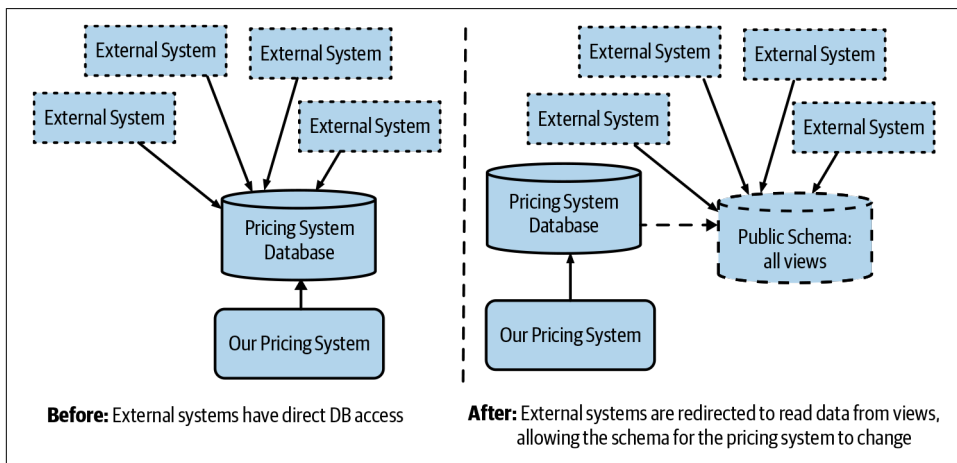 External System
External System
External System
External System
Pricing System
Database
Our Pricing System
Before: External systems have direct DB access
External System
External System
External System
External System
Pricing System
Database
Public Schema:
all views
Our Pricing System
After: External systems are redirected to read data from views,
allowing the schema for the pricing system to change